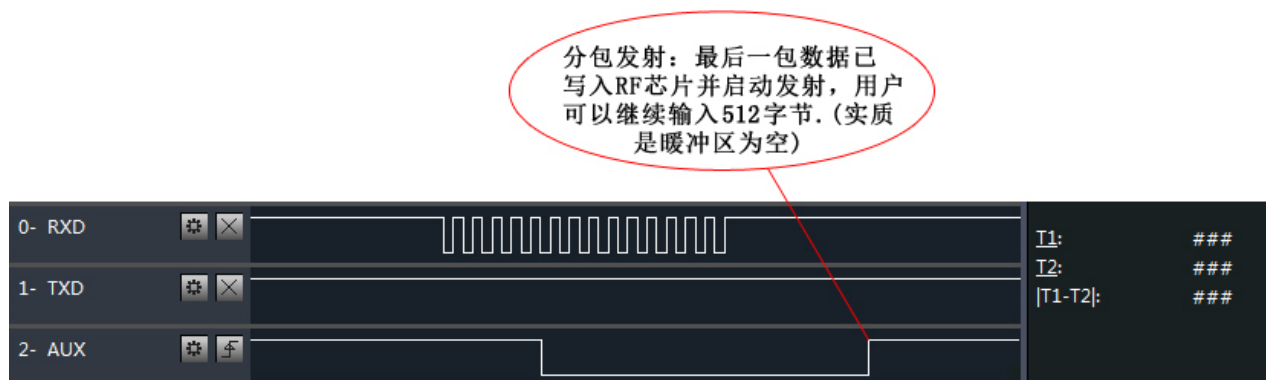 分包发射：最后一包数据已
写入RF芯片并启动发射，用户
可以继续输入512字节.(实质
是暖冲区为空)
0- RXD
T1: ###
1- TXD
T2: ###
|T1-T2|: ###
2- AUX